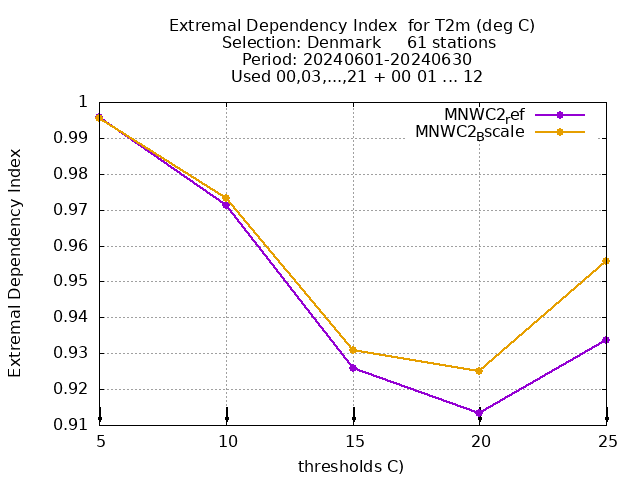 Extremal Dependency Index  for T2m (deg C)
Selection: Denmark     61 stations
Period: 20240601-20240630
Used 00,03,...,21 + 00 01 ... 12
Extremal Dependency Index
1
0.99
0.98
0.97
0.96
0.95
0.94
0.93
0.92
0.91
MNWC2ref
MNWC2Bscale
5
10
15
20
25
thresholds C)